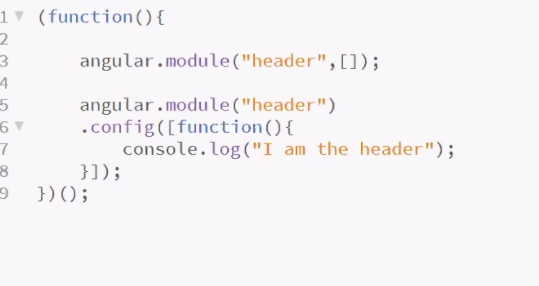 1 (function(){
2
3     angular.module("header",[]);
4
5     angular.module("header")
6     .config([function(){
7         console.log("I am the header");
8     }]);
9 })();